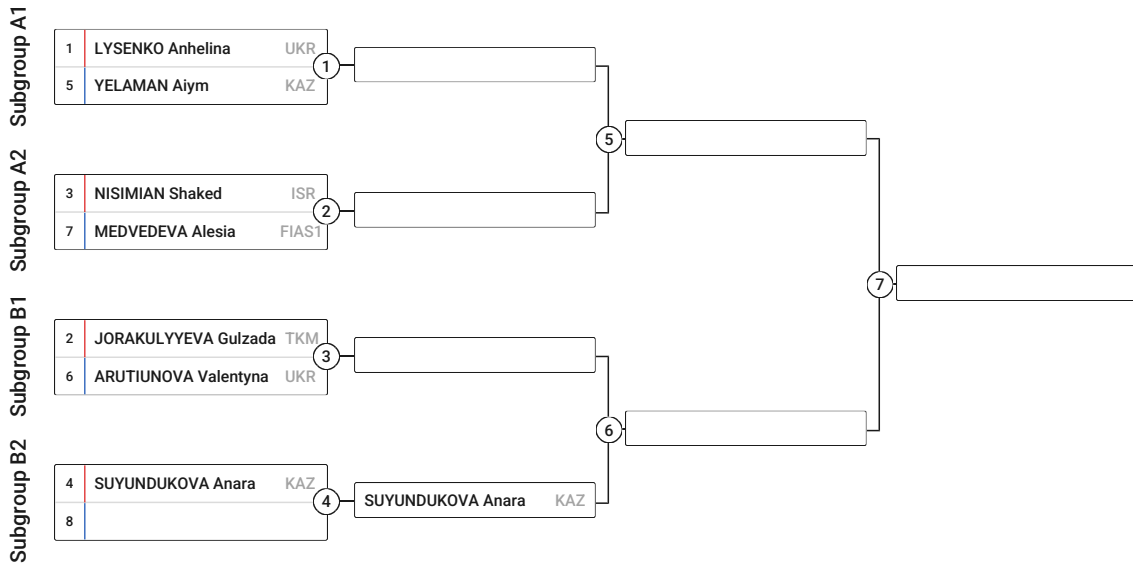 Subgroup A1
1 LYSENKO Anhelina UKR
5 YELAMAN Aiym KAZ
1
5
Subgroup A2
3 NISIMIAN Shaked ISR
7 MEDVEDEVA Alesia FIAS1
2
7
Subgroup B1
2 JORAKULYYEVA Gulzada TKM
6 ARUTIUNOVA Valentyna UKR
3
6
Subgroup B2
4 SUYUNDUKOVA Anara KAZ
8
4
SUYUNDUKOVA Anara KAZ